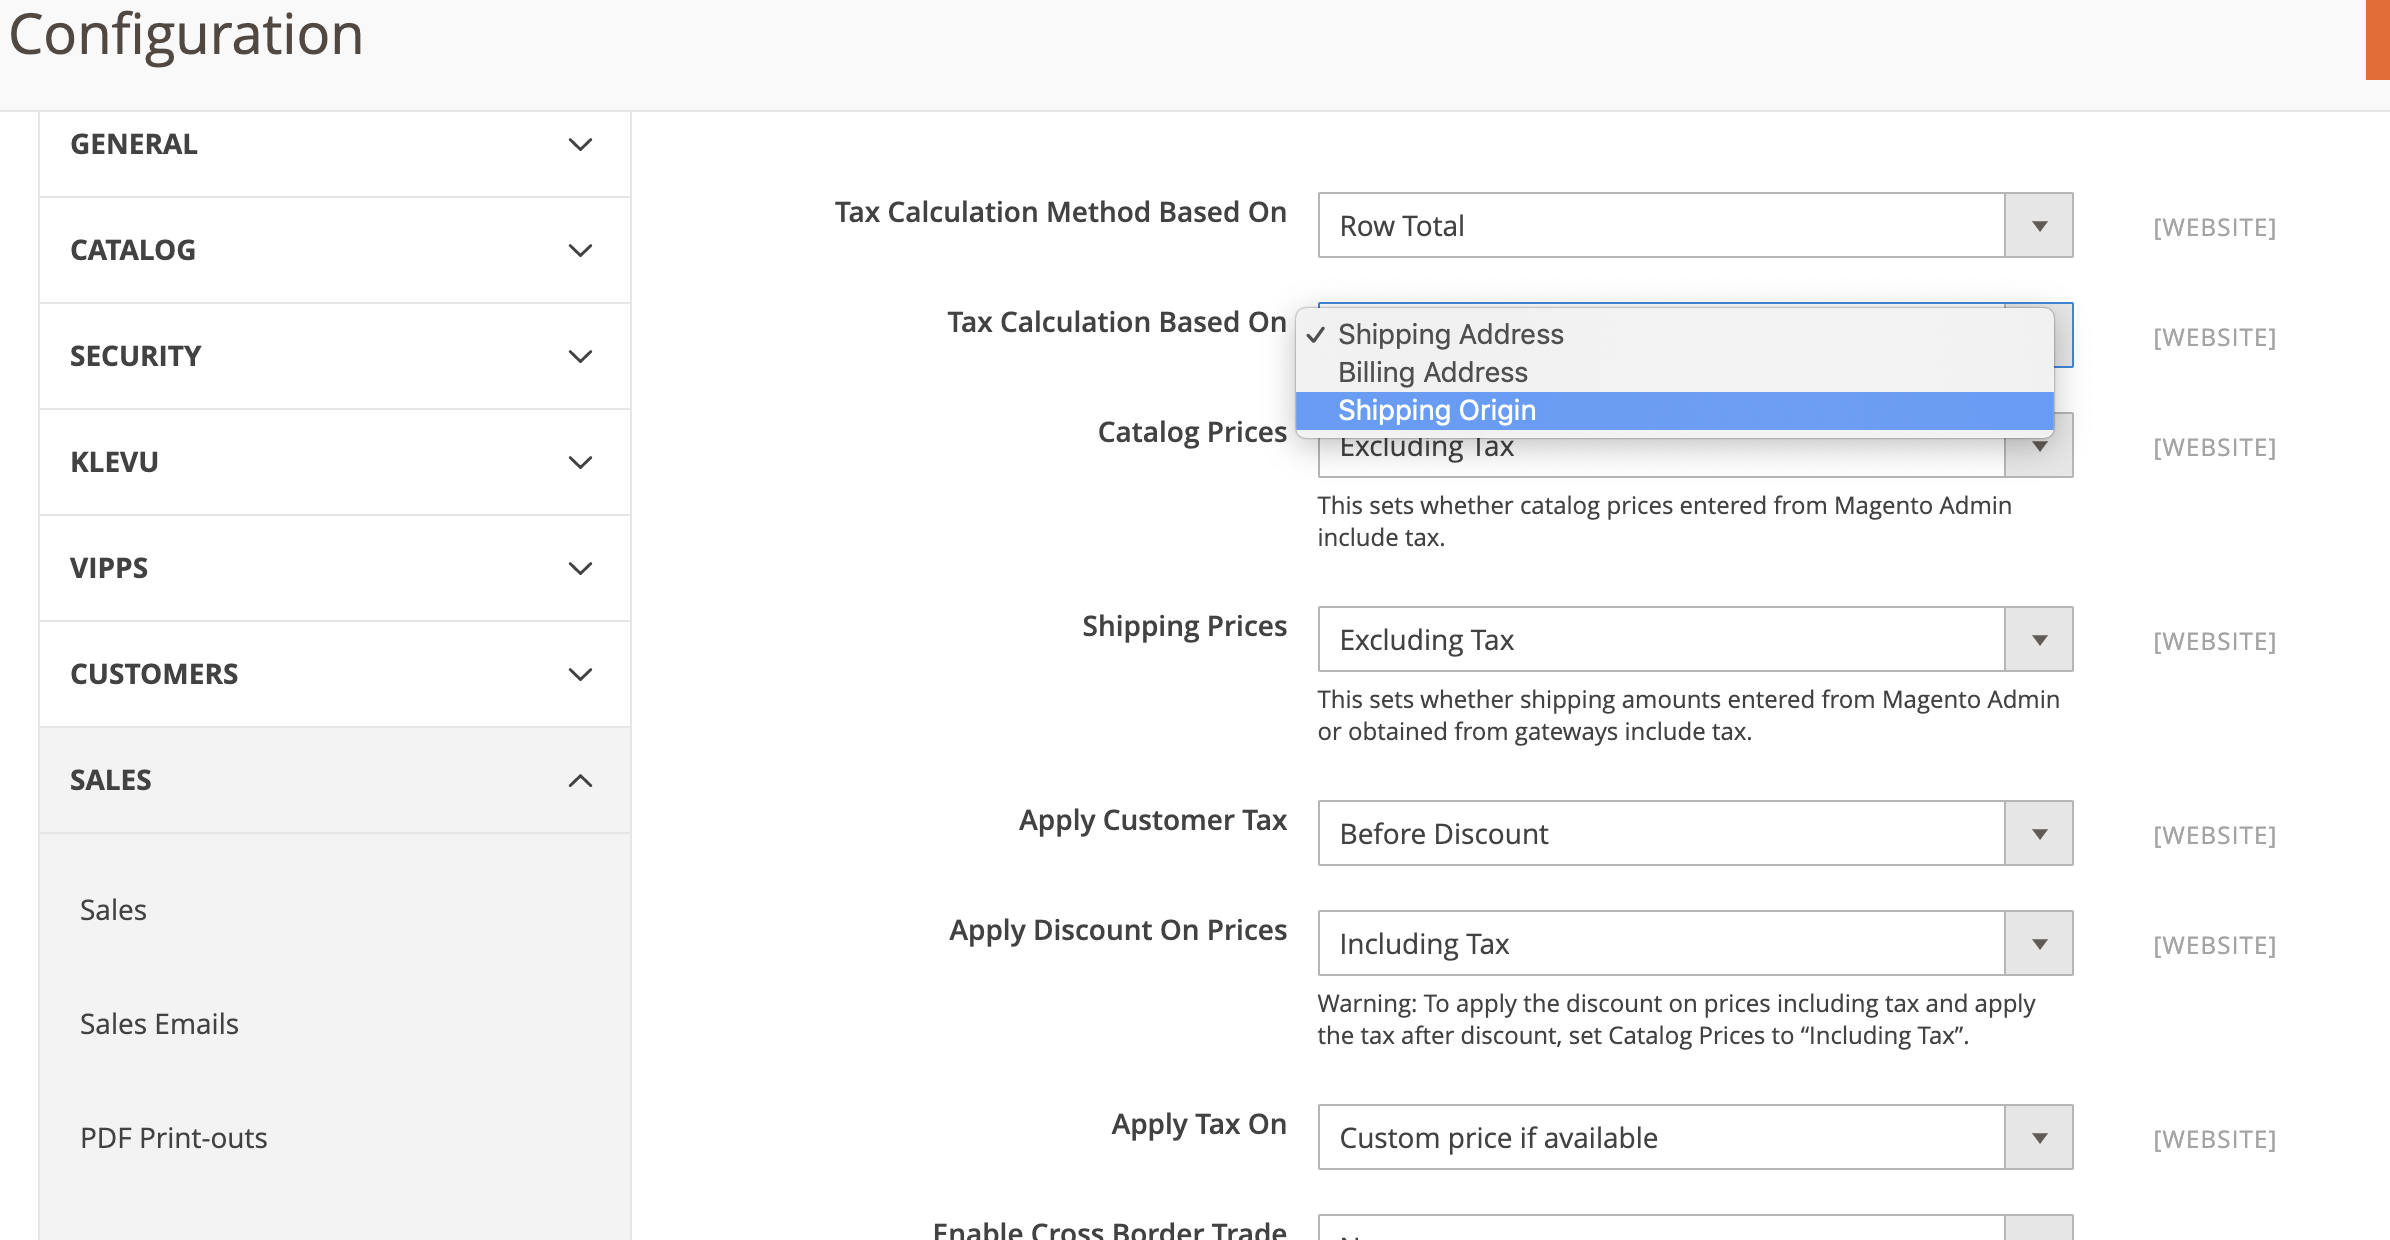 Configuration
GENERAL
CATALOG
SECURITY
KLEVU
VIPPS
CUSTOMERS
SALES
Sales
Sales Emails
PDF Print-outs
Tax Calculation Method Based On
Row Total
[WEBSITE]
Tax Calculation Based On
✓ Shipping Address
Billing Address
Shipping Origin
[WEBSITE]
Catalog Prices
Excluding Tax
[WEBSITE]
This sets whether catalog prices entered from Magento Admin
include tax.
Shipping Prices
Excluding Tax
[WEBSITE]
This sets whether shipping amounts entered from Magento Admin
or obtained from gateways include tax.
Apply Customer Tax
Before Discount
[WEBSITE]
Apply Discount On Prices
Including Tax
[WEBSITE]
Warning: To apply the discount on prices including tax and apply
the tax after discount, set Catalog Prices to “Including Tax”.
Apply Tax On
Custom price if available
[WEBSITE]
Enable Cross Border Trade